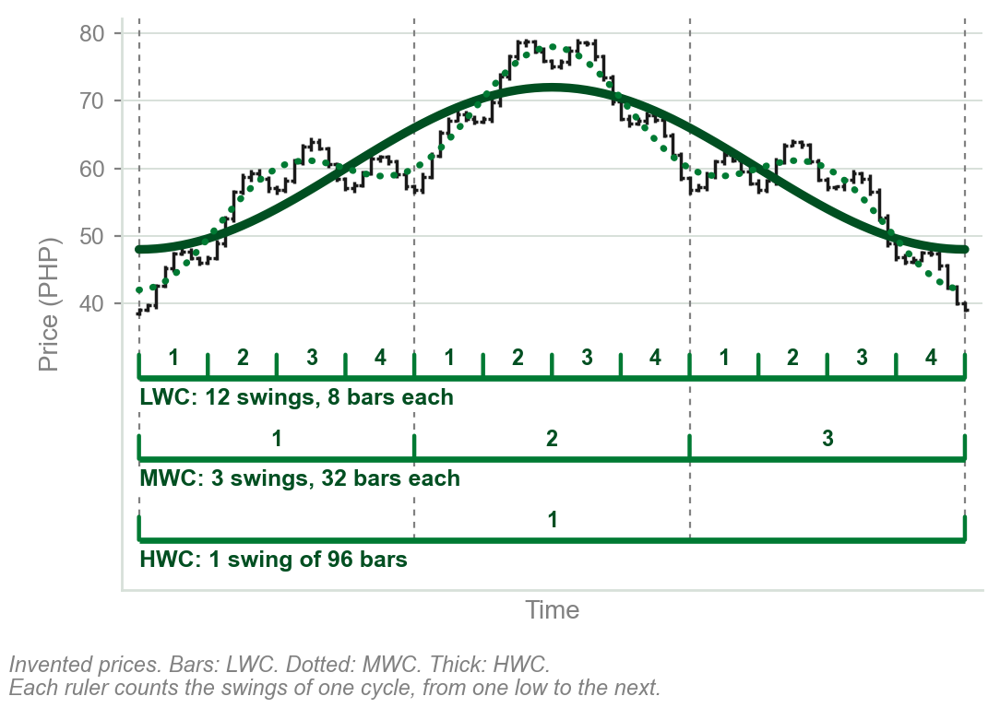 80
70
60
50
40
Price (PHP)
1 2 3 4 1 2 3 4 1 2 3 4
LWC: 12 swings, 8 bars each
1 2 3
MWC: 3 swings, 32 bars each
1
HWC: 1 swing of 96 bars
Time
Invented prices. Bars: LWC. Dotted: MWC. Thick: HWC.
Each ruler counts the swings of one cycle, from one low to the next.